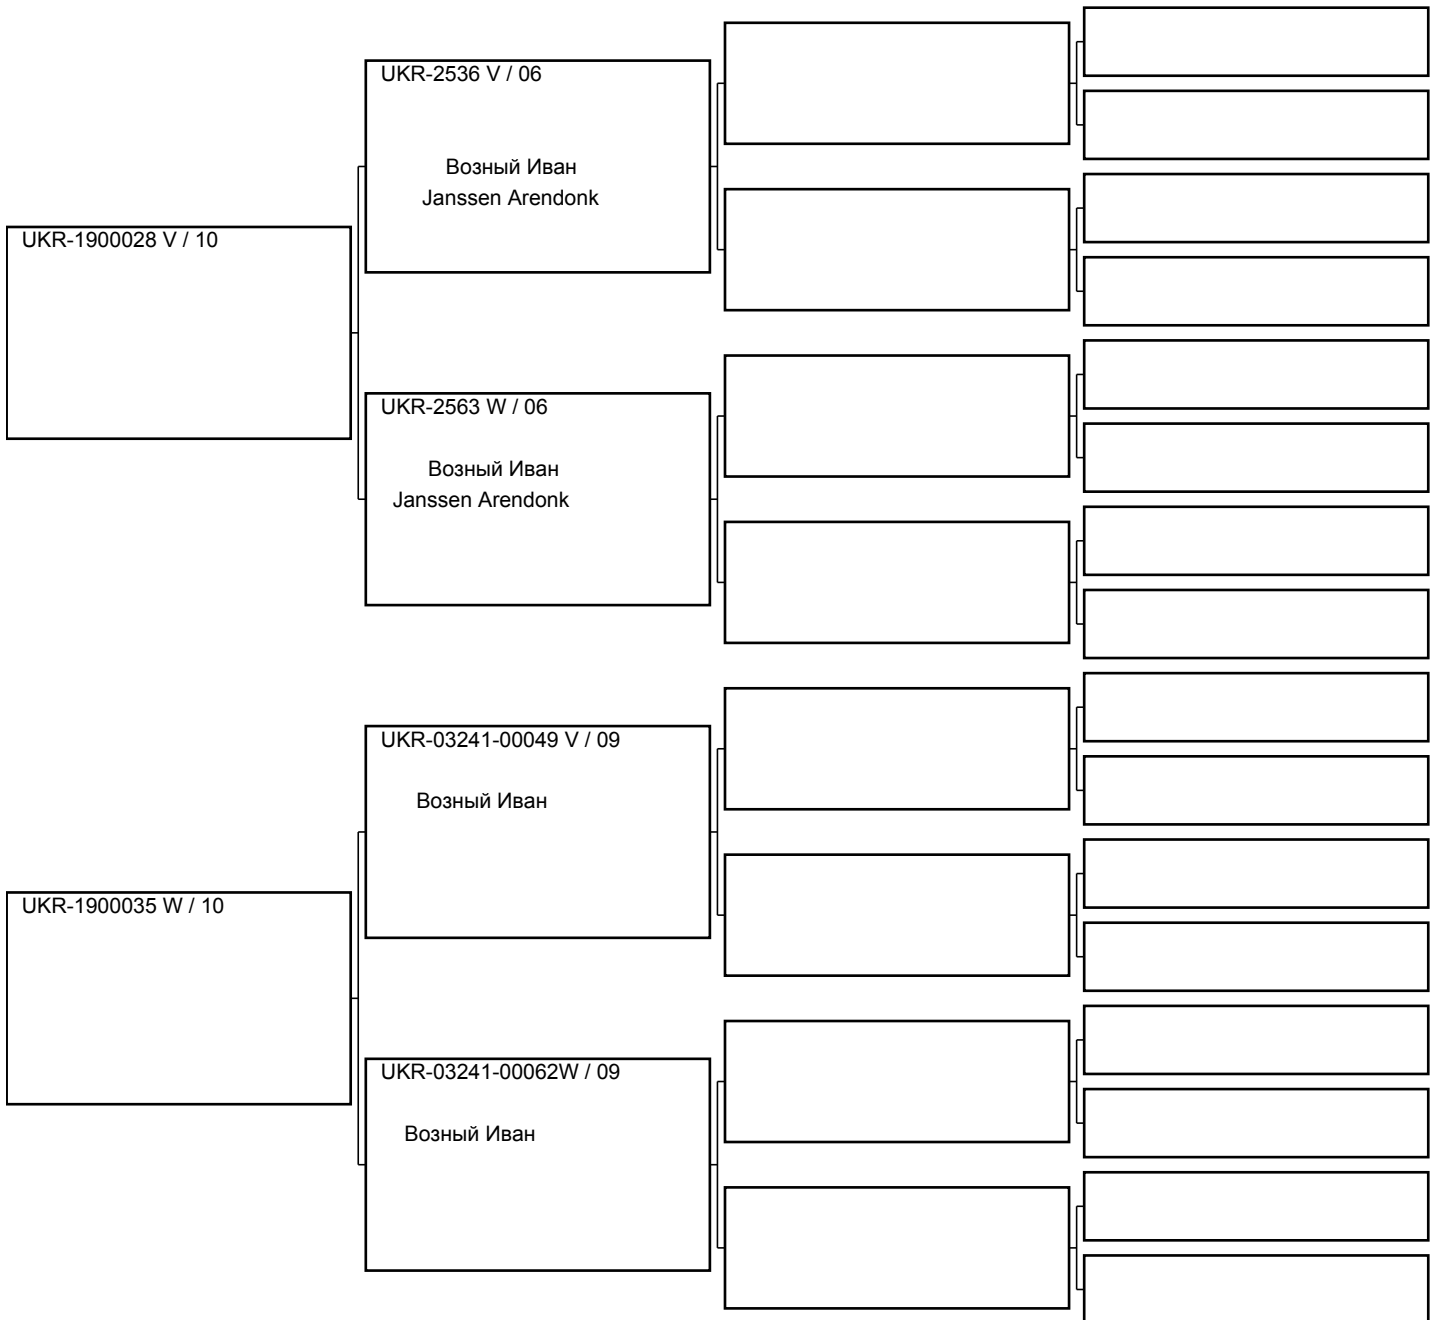 UKR-2536 V / 06
Возный Иван
Janssen Arendonk
UKR-1900028 V / 10
UKR-2563 W / 06
Возный Иван
Janssen Arendonk
UKR-03241-00049 V / 09
Возный Иван
UKR-1900035 W / 10
UKR-03241-00062W / 09
Возный Иван